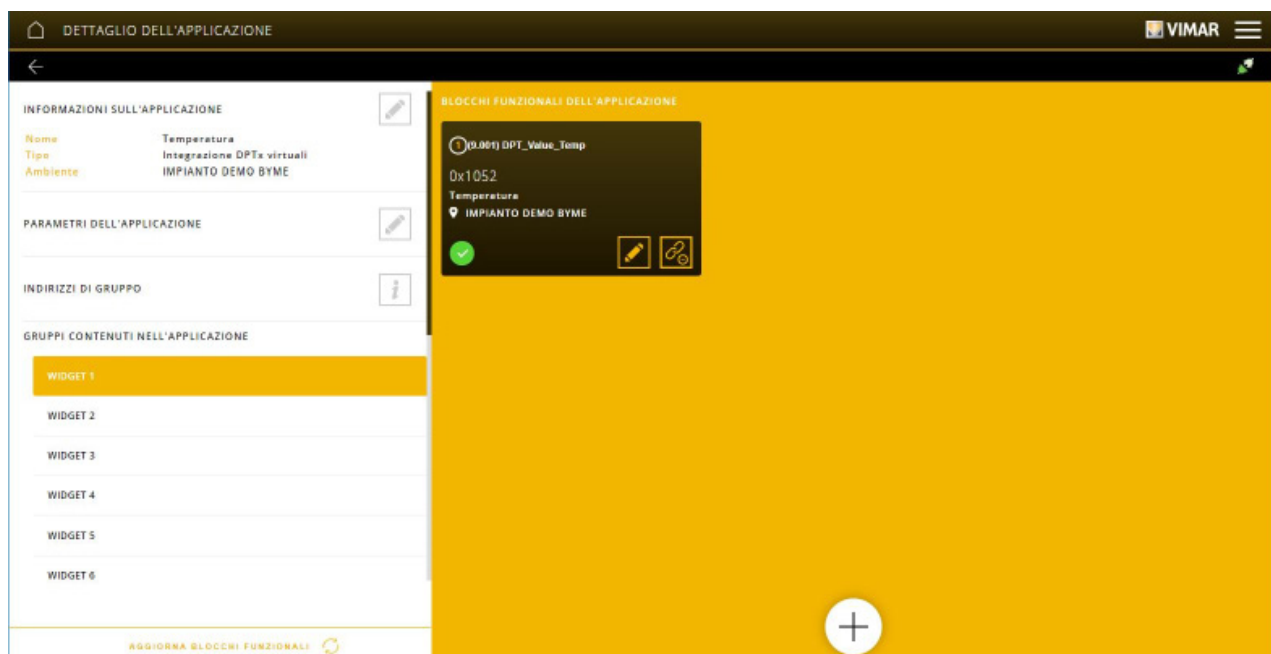 DETTAGLIO DELL'APPLICAZIONE
VIMAR
INFORMAZIONI SULL'APPLICAZIONE
Nome Temperatura
Tipo Integrazione DPTx virtuali
Ambiente IMPIANTO DEMO BYME
PARAMETRI DELL'APPLICAZIONE
INDIRIZZI DI GRUPPO
i
GRUPPI CONTENUTI NELL'APPLICAZIONE
WIDGET 1
WIDGET 2
WIDGET 3
WIDGET 4
WIDGET 5
WIDGET 6
AGGIORNA BLOCCHI FUNZIONALI
BLOCCHI FUNZIONALI DELL'APPLICAZIONE
1 (9.001) DPT_Value_Temp
0x1052
Temperatura
IMPIANTO DEMO BYME